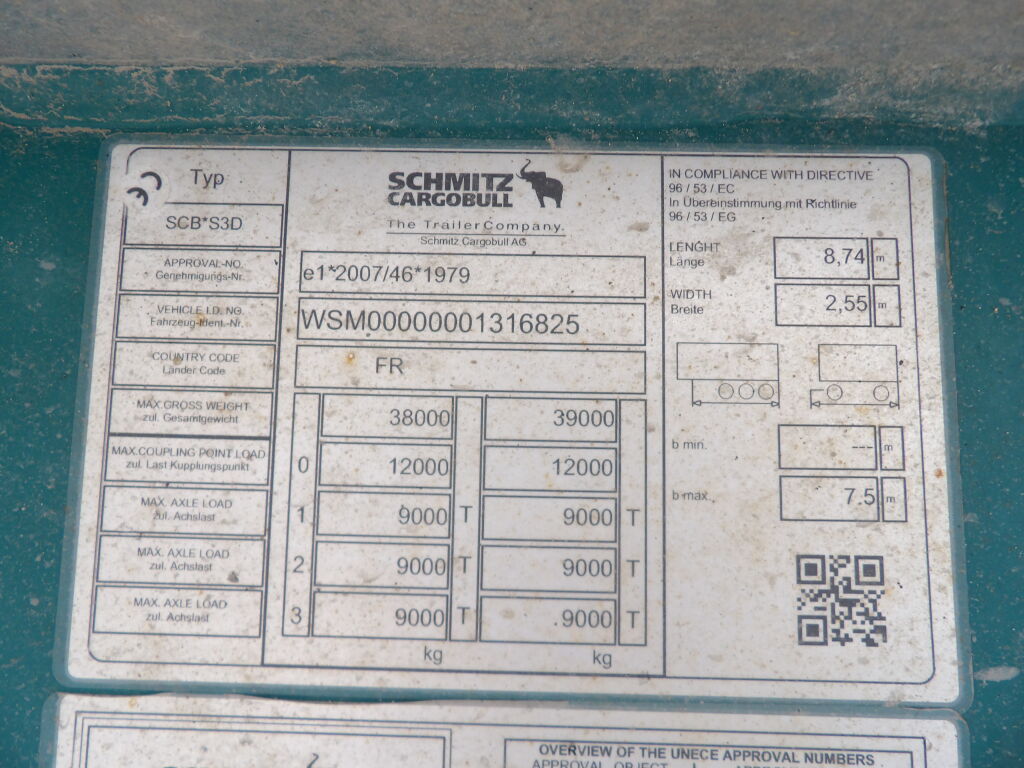 Typ
SCB*S3D
SCHMITZ
CARGOBULL
The TrailerCompany.
Schmitz Cargobull AG
APPROVAL-NO.
Genehmigungs-Nr.
e1*2007/46*1979
VEHICLE I.D. NO.
Fahrzeug-Ident.-Nr.
WSM00000001316825
COUNTRY CODE
Länder Code
FR
MAX.GROSS WEIGHT
zul. Gesamtgewicht
38000 39000
MAX.COUPLING POINT LOAD
zul. Last Kupplungspunkt
0 12000 12000
MAX. AXLE LOAD
zul. Achslast
1 9000 T 9000 T
MAX. AXLE LOAD
zul. Achslast
2 9000 T 9000 T
MAX. AXLE LOAD
zul. Achslast
3 9000 T 9000 T
kg kg
IN COMPLIANCE WITH DIRECTIVE
96 / 53 / EC
In Übereinstimmung mit Richtlinie
96 / 53 / EG
LENGHT
Länge
8,74 m
WIDTH
Breite
2,55 m
b min. --- m
b max. 7.5 m
OVERVIEW OF THE UNECE APPROVAL NUMBERS
APPROVAL OBJECT